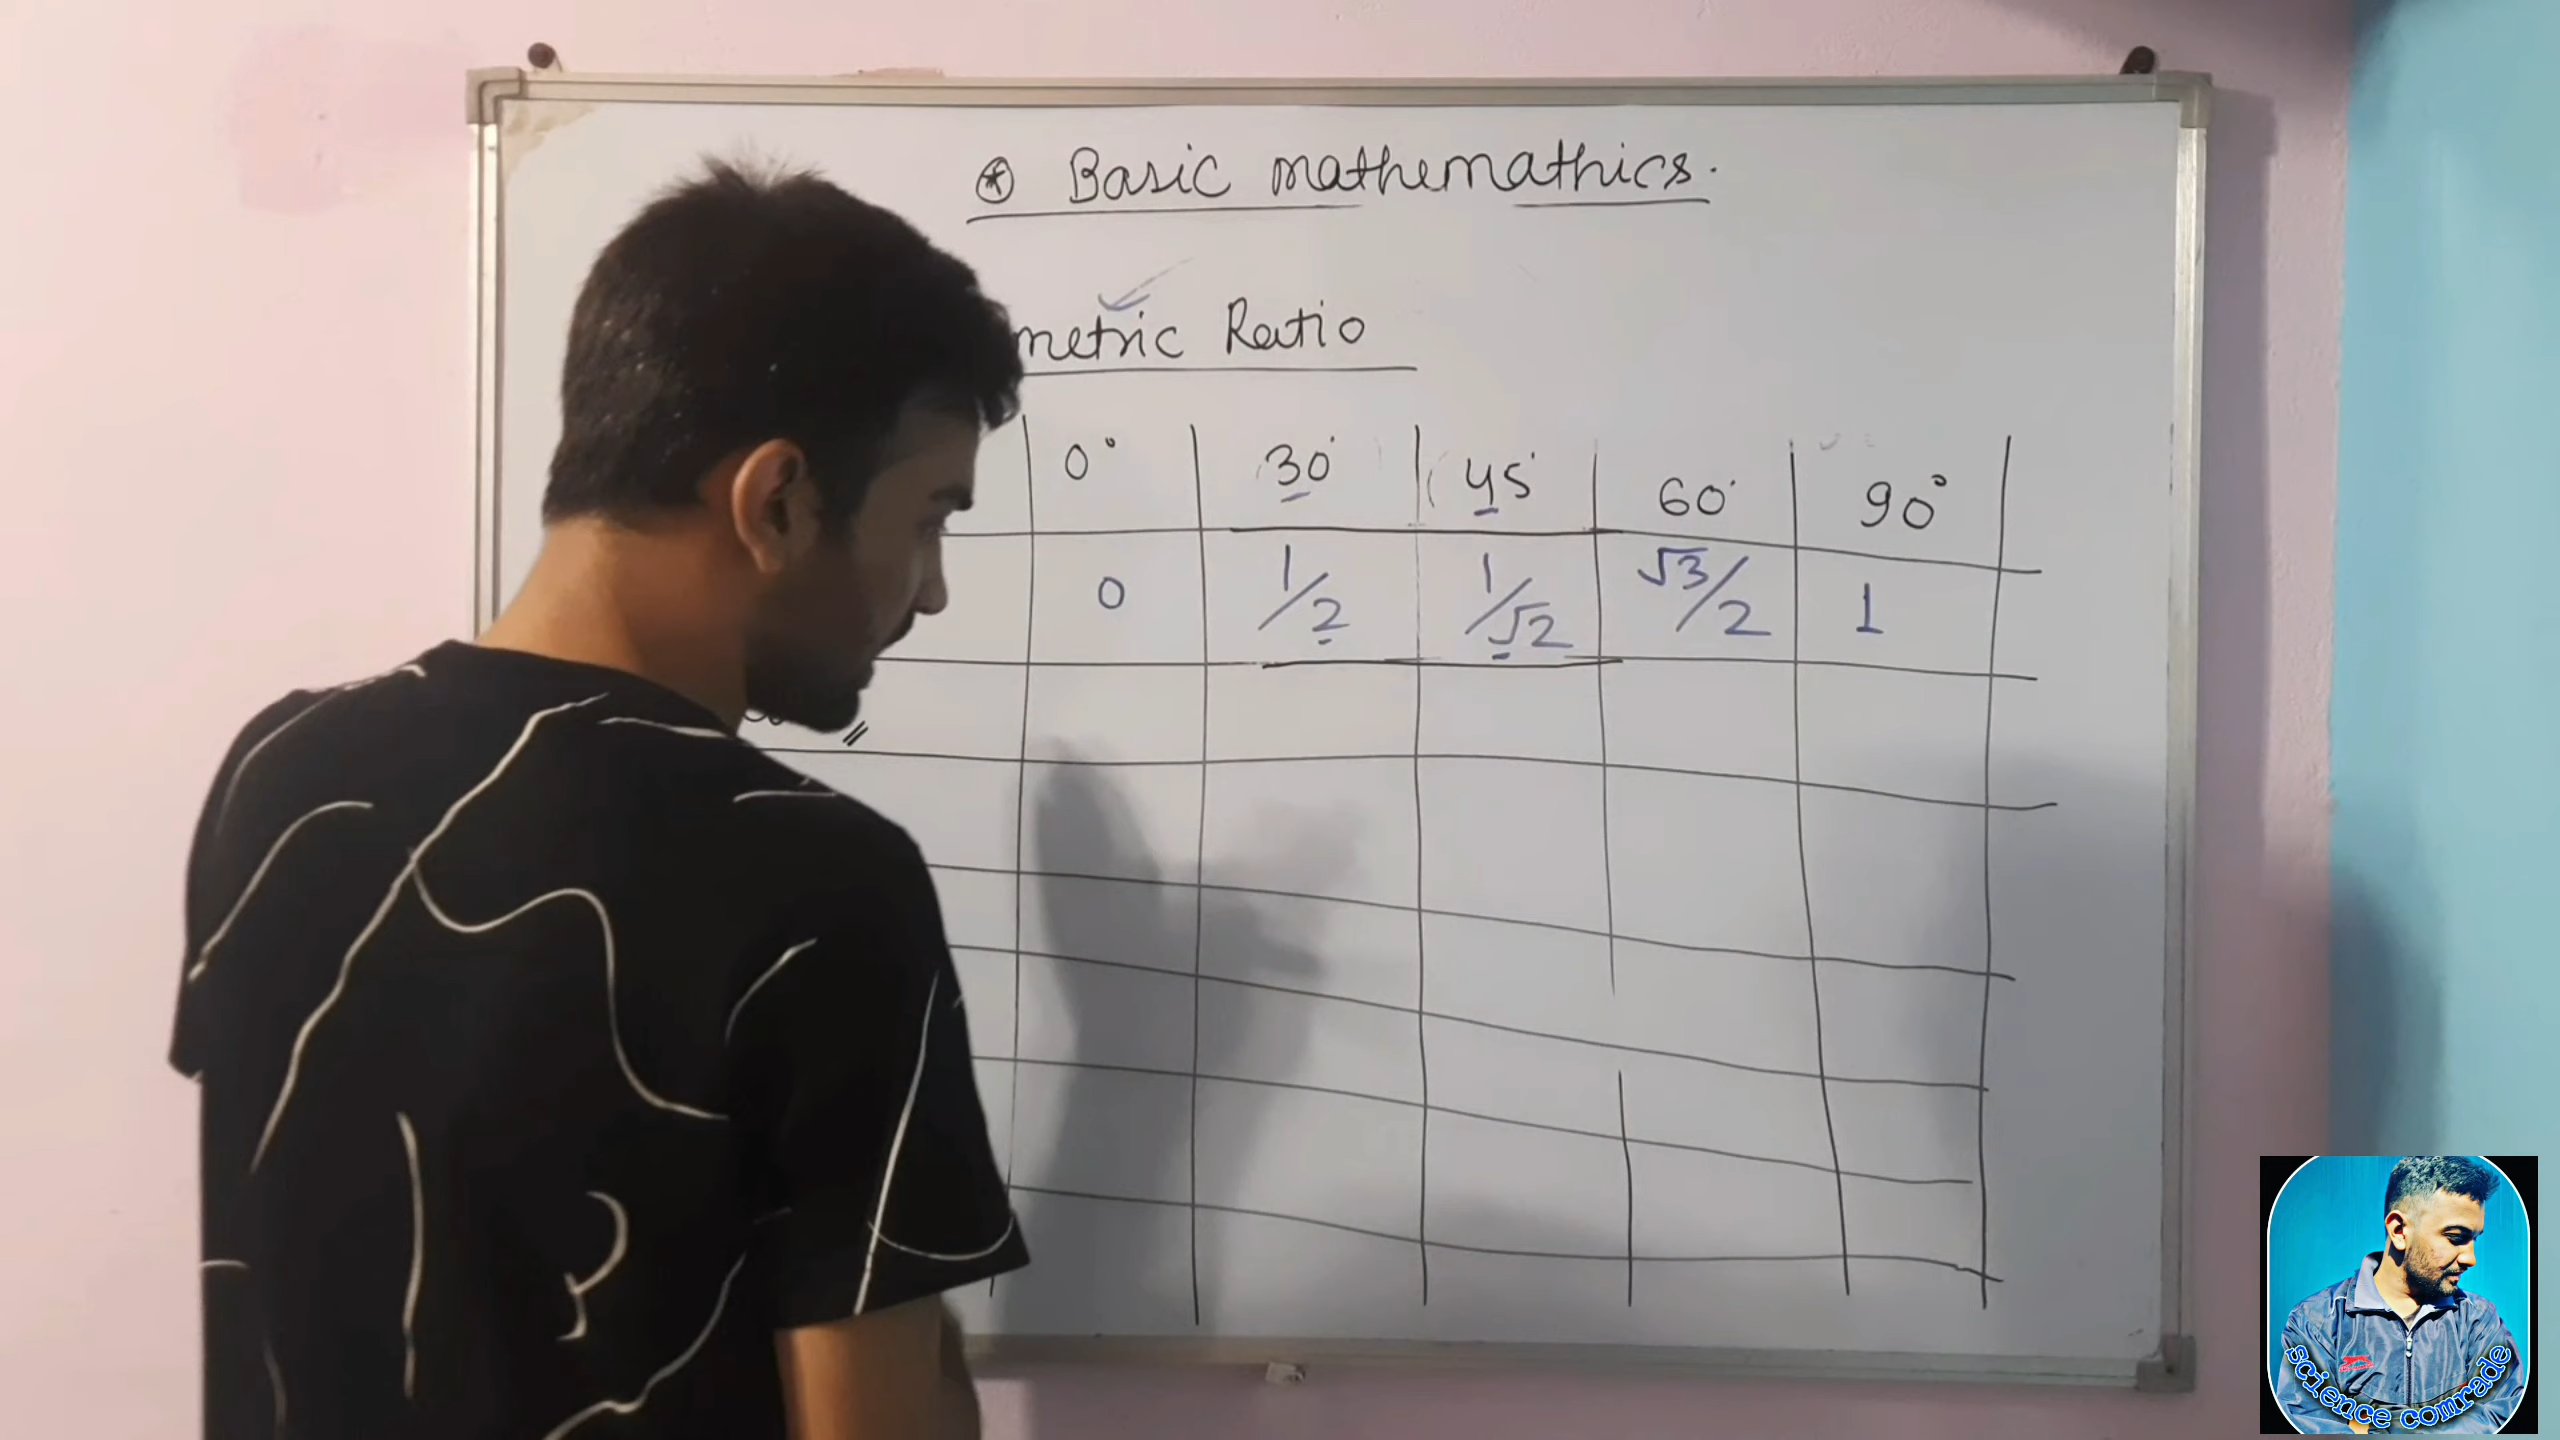 ⊛ Basic mathemathics.
metric Ratio
0° 30° 45° 60° 90°
0 1/2 1/√2 √3/2 1
science comrade